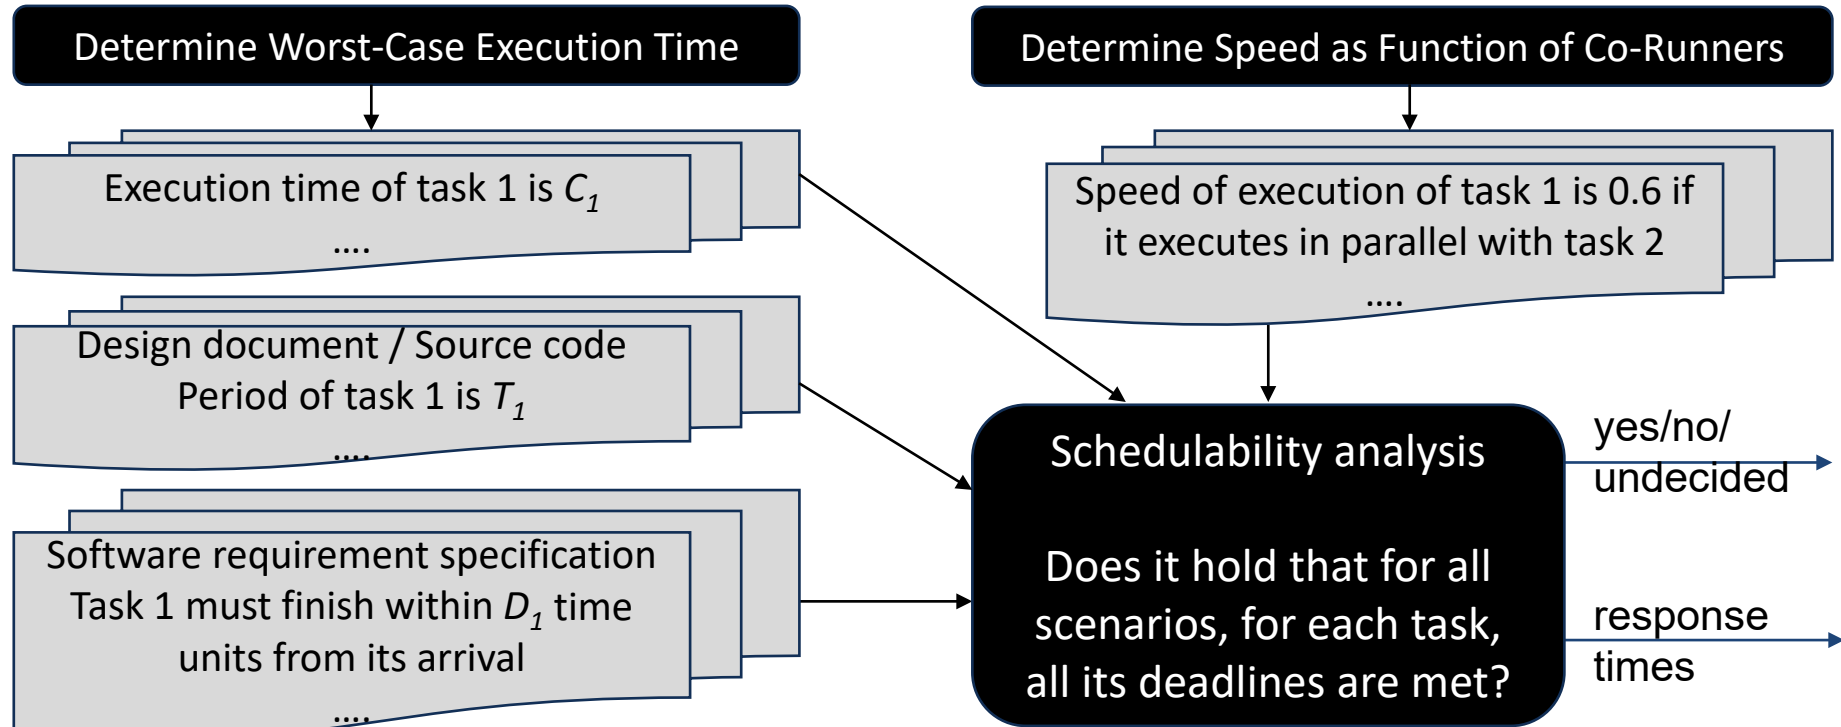 Determine Worst-Case Execution Time
Determine Speed as Function of Co-Runners
Execution time of task 1 is C₁
....
Speed of execution of task 1 is 0.6 if
it executes in parallel with task 2
....
Design document / Source code
Period of task 1 is T₁
....
Software requirement specification
Task 1 must finish within D₁ time
units from its arrival
....
Schedulability analysis
Does it hold that for all
scenarios, for each task,
all its deadlines are met?
yes/no/
undecided
response
times